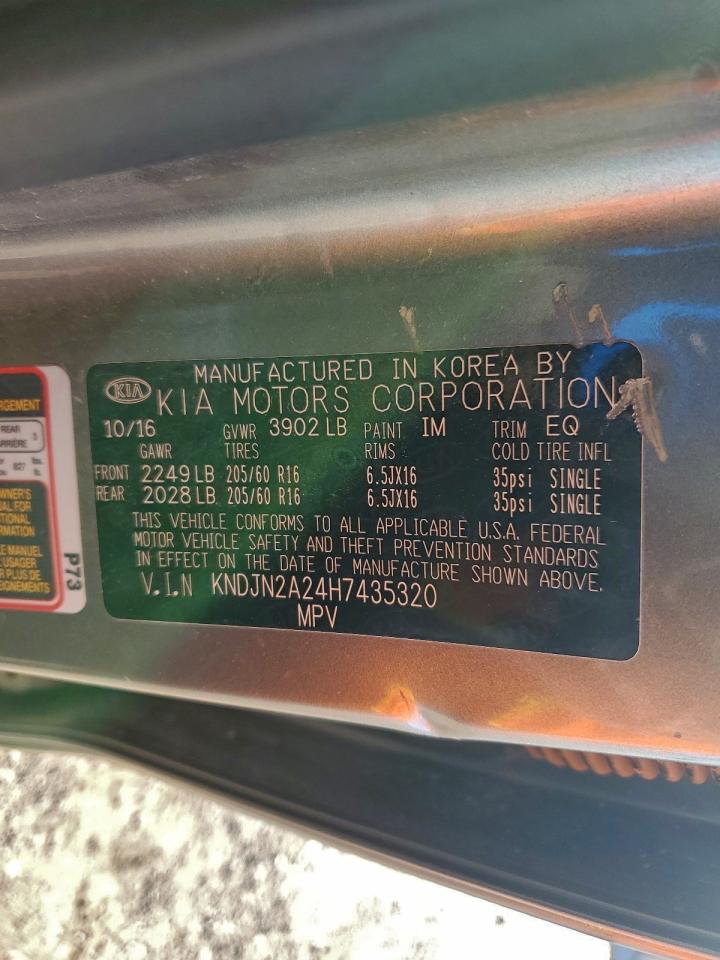 KIA
MANUFACTURED IN KOREA BY
KIA MOTORS CORPORATION
10/16 GVWR 3902 LB PAINT IM TRIM EQ
GAWR TIRES RIMS COLD TIRE INFL
FRONT 2249 LB 205/60 R16 6.5JX16 35psi SINGLE
REAR 2028 LB 205/60 R16 6.5JX16 35psi SINGLE
THIS VEHICLE CONFORMS TO ALL APPLICABLE U.S.A. FEDERAL
MOTOR VEHICLE SAFETY AND THEFT PREVENTION STANDARDS
IN EFFECT ON THE DATE OF MANUFACTURE SHOWN ABOVE.
V.I.N KNDJN2A24H7435320
MPV
REAR 3
827
P73